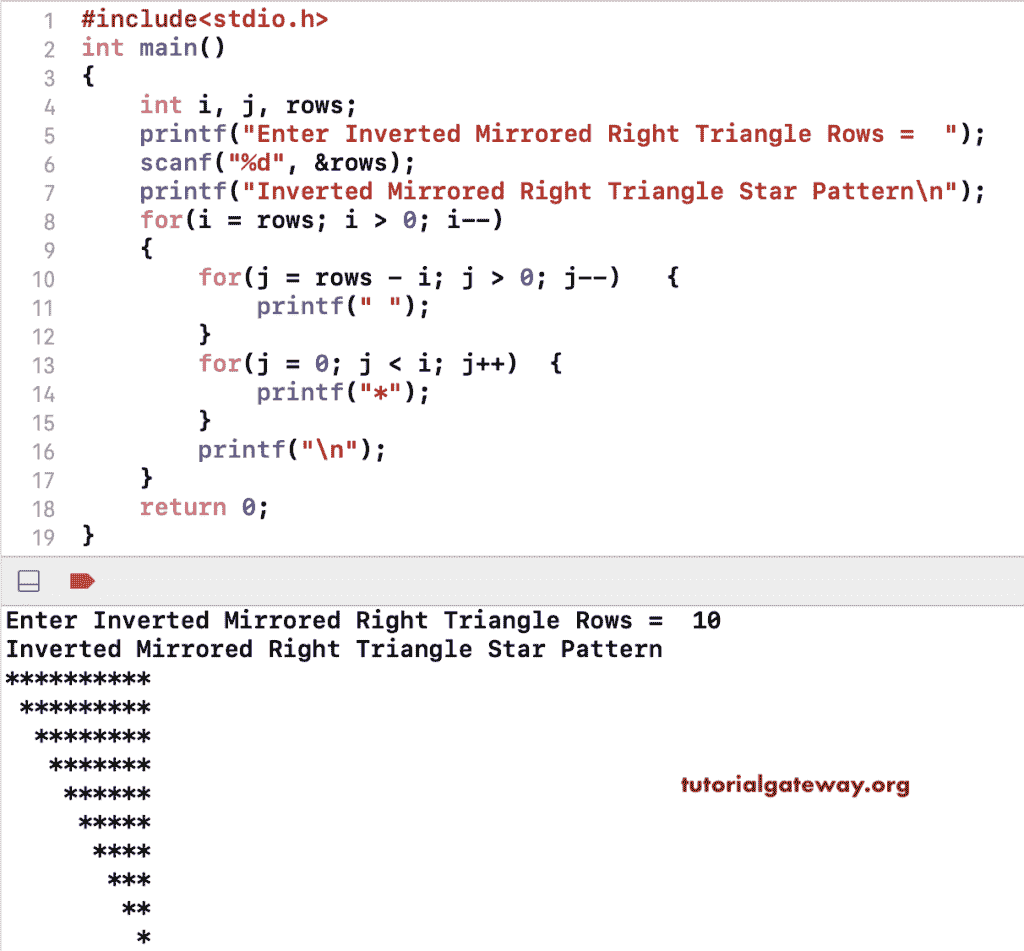 1 #include<stdio.h>
2 int main()
3 {
4     int i, j, rows;
5     printf("Enter Inverted Mirrored Right Triangle Rows =  ");
6     scanf("%d", &rows);
7     printf("Inverted Mirrored Right Triangle Star Pattern\n");
8     for(i = rows; i > 0; i--)
9     {
10         for(j = rows - i; j > 0; j--)   {
11             printf(" ");
12         }
13         for(j = 0; j < i; j++)  {
14             printf("*");
15         }
16         printf("\n");
17     }
18     return 0;
19 }
Enter Inverted Mirrored Right Triangle Rows =  10
Inverted Mirrored Right Triangle Star Pattern
**********
 *********
  ********
   *******
    ******
     *****
      ****
       ***
        **
         *
tutorialgateway.org